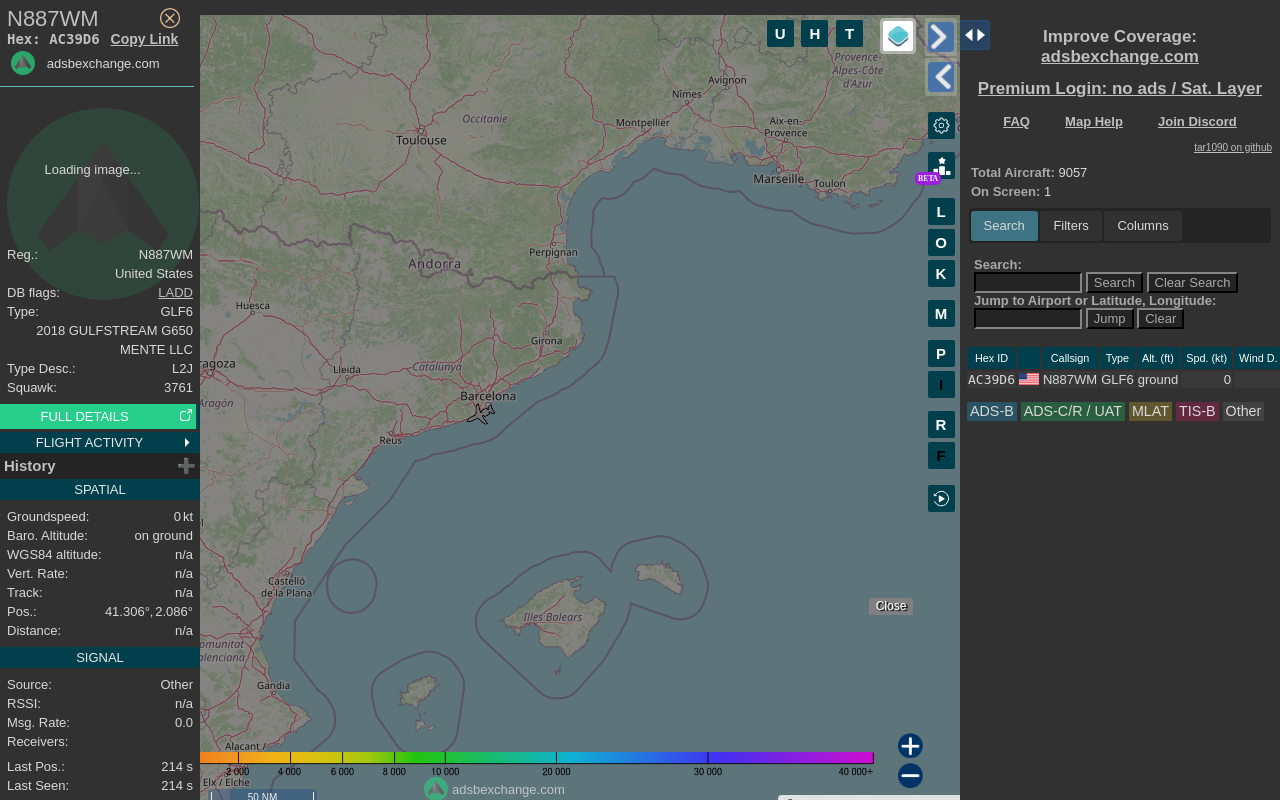 N887WM
Hex: AC39D6 Copy Link
adsbexchange.com
Loading image...
Reg.: N887WM
United States
DB flags: LADD
Type: GLF6
2018 GULFSTREAM G650
MENTE LLC
Type Desc.: L2J
Squawk: 3761
FULL DETAILS
FLIGHT ACTIVITY
History
SPATIAL
Groundspeed: 0 kt
Baro. Altitude: on ground
WGS84 altitude: n/a
Vert. Rate: n/a
Track: n/a
Pos.: 41.306°, 2.086°
Distance: n/a
SIGNAL
Source: Other
RSSI: n/a
Msg. Rate: 0.0
Receivers:
Last Pos.: 214 s
Last Seen: 214 s
U H T
Provence-
Alpes-Côte
d'Azur
Avignon
Nîmes
Occitanie
Montpellier
Aix-en-
Provence
Toulouse
Marseille
Toulon
BETA
L
O
K
M
P
I
R
F
Perpignan
Andorra
Huesca
Girona
ragoza
Lleida
Catalunya
Barcelona
Aragón
Reus
Castelló
de la Plana
Illes Balears
Close
omunitat
alenciana
Gandia
Alacant /
Elx / Elche
2 000 4 000 6 000 8 000 10 000 20 000 30 000 40 000+
adsbexchange.com
50 NM
Improve Coverage:
adsbexchange.com
Premium Login: no ads / Sat. Layer
FAQ Map Help Join Discord
tar1090 on github
Total Aircraft: 9057
On Screen: 1
Search Filters Columns
Search:
Search Clear Search
Jump to Airport or Latitude, Longitude:
Jump Clear
Hex ID Callsign Type Alt. (ft) Spd. (kt) Wind D.
AC39D6 N887WM GLF6 ground 0
ADS-B ADS-C/R / UAT MLAT TIS-B Other